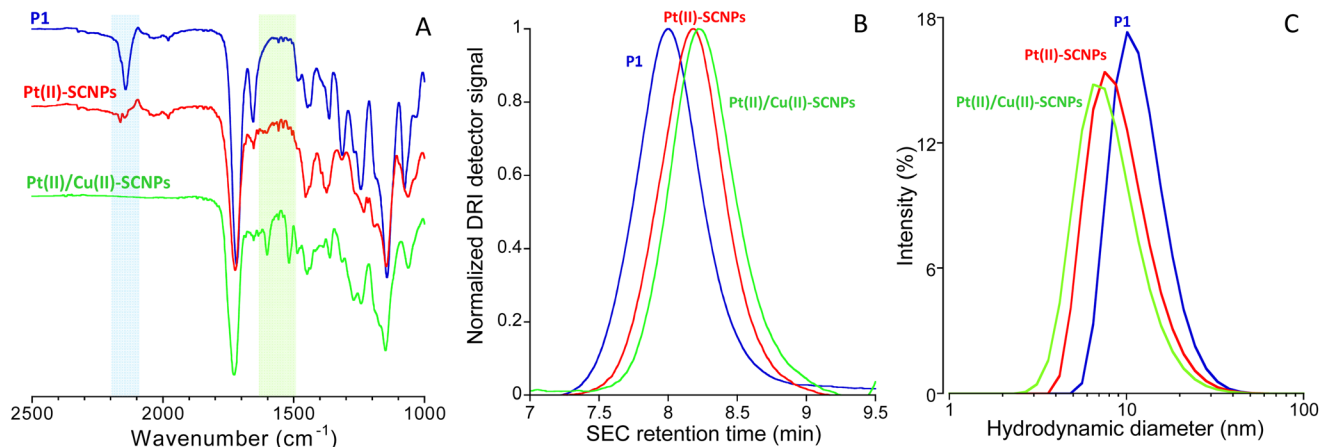 A
P1
Pt(II)-SCNPs
Pt(II)/Cu(II)-SCNPs
2500
2000
1500
1000
Wavenumber (cm⁻¹)
B
Pt(II)-SCNPs
P1
Pt(II)/Cu(II)-SCNPs
Normalized DRI detector signal
1
0.8
0.6
0.4
0.2
0
7
7.5
8
8.5
9
9.5
SEC retention time (min)
C
P1
Pt(II)-SCNPs
Pt(II)/Cu(II)-SCNPs
Intensity (%)
18
12
6
0
1
10
100
Hydrodynamic diameter (nm)